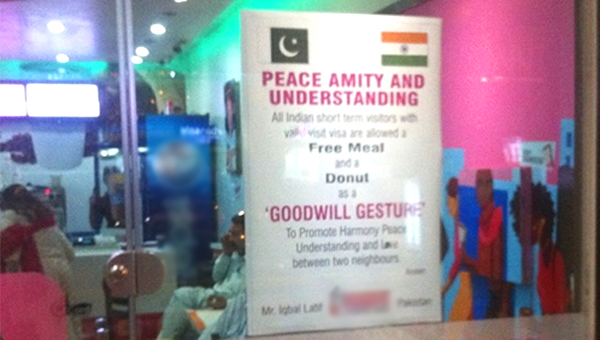 PEACE AMITY AND
UNDERSTANDING
All Indian short term visitors with
valid visit visa are allowed a
Free Meal
and a
Donut
as a
'GOODWILL GESTURE'
To Promote Harmony Peace
Understanding and love
between two neighbours
Mr. Iqbal Latif
Pakistan